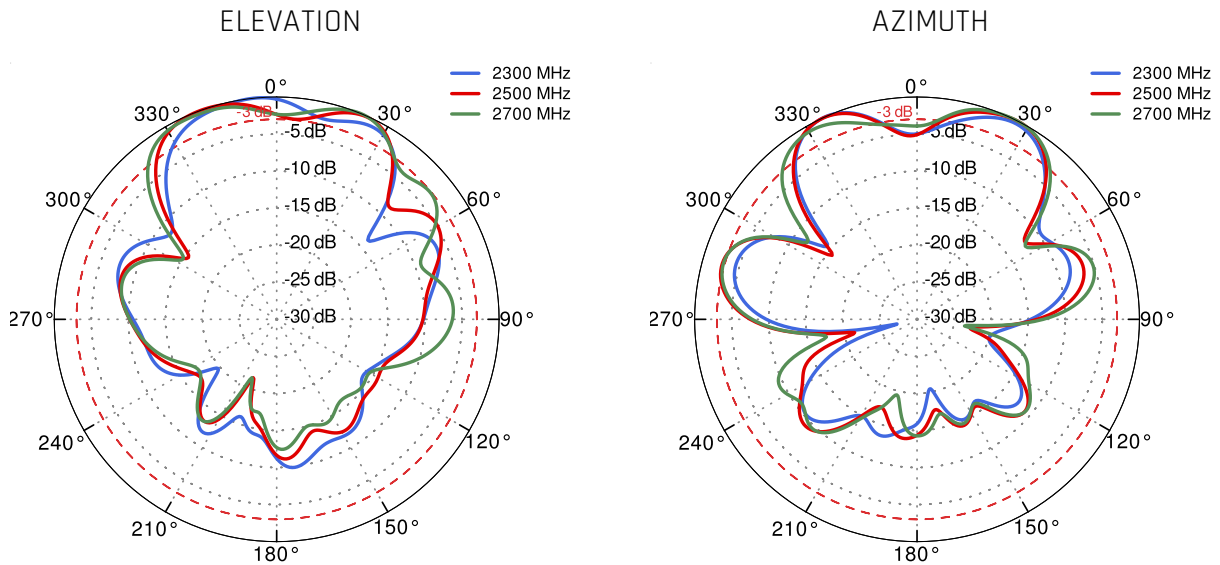 ELEVATION
2300 MHz
2500 MHz
2700 MHz
0°
30°
60°
90°
120°
150°
180°
210°
240°
270°
300°
330°
-3 dB
5 dB
-10 dB
-15 dB
-20 dB
-25 dB
-30 dB
AZIMUTH
2300 MHz
2500 MHz
2700 MHz
0°
30°
60°
90°
120°
150°
180°
210°
240°
270°
300°
330°
-3 dB
5 dB
-10 dB
-15 dB
-20 dB
-25 dB
-30 dB